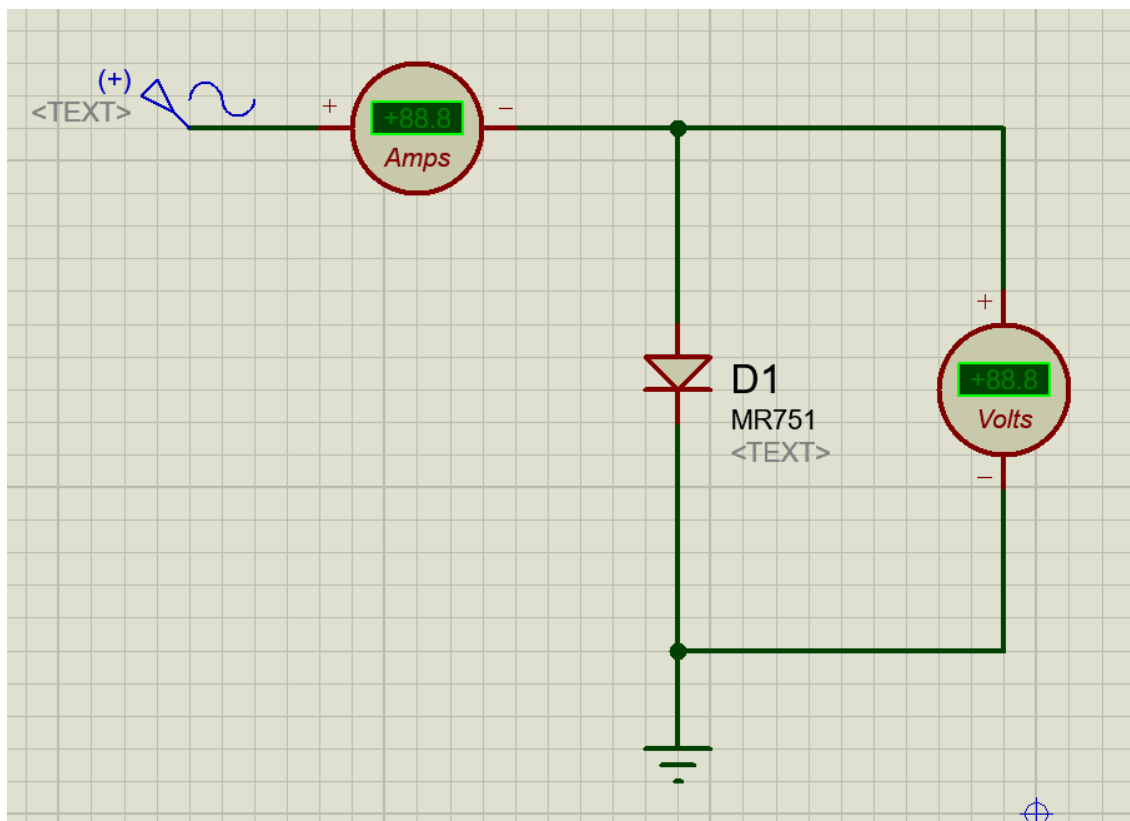 (+)
<TEXT>
+
+88.8
−
Amps
D1
MR751
<TEXT>
+
+88.8
Volts
−